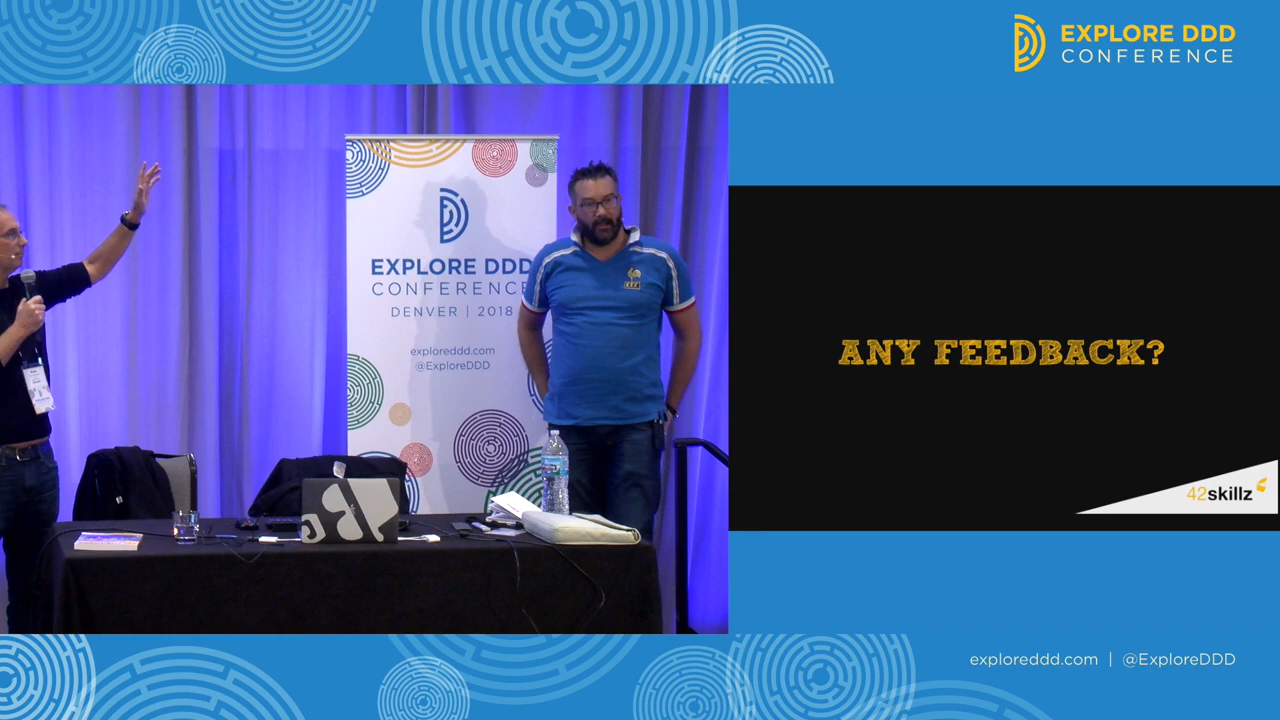 EXPLORE DDD
CONFERENCE
EXPLORE DDD
CONFERENCE
DENVER | 2018
exploreddd.com
@ExploreDDD
ANY FEEDBACK?
42skillz
exploreddd.com | @ExploreDDD